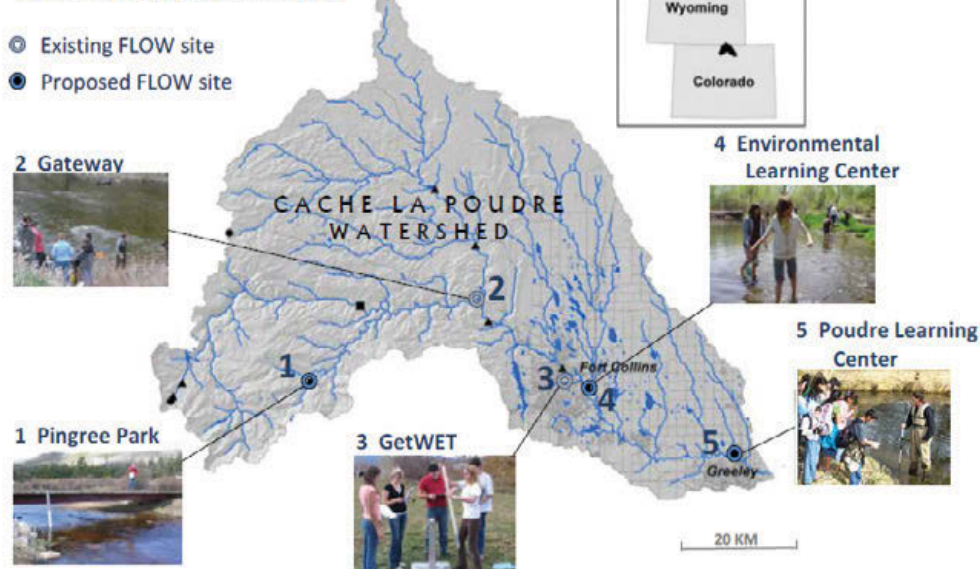 Existing FLOW site
Proposed FLOW site
Wyoming
Colorado
2 Gateway
4 Environmental
Learning Center
CACHE LA POUDRE
WATERSHED
2
1
3
Fort Collins
4
5 Poudre Learning
Center
5
Greeley
1 Pingree Park
3 GetWET
20 KM